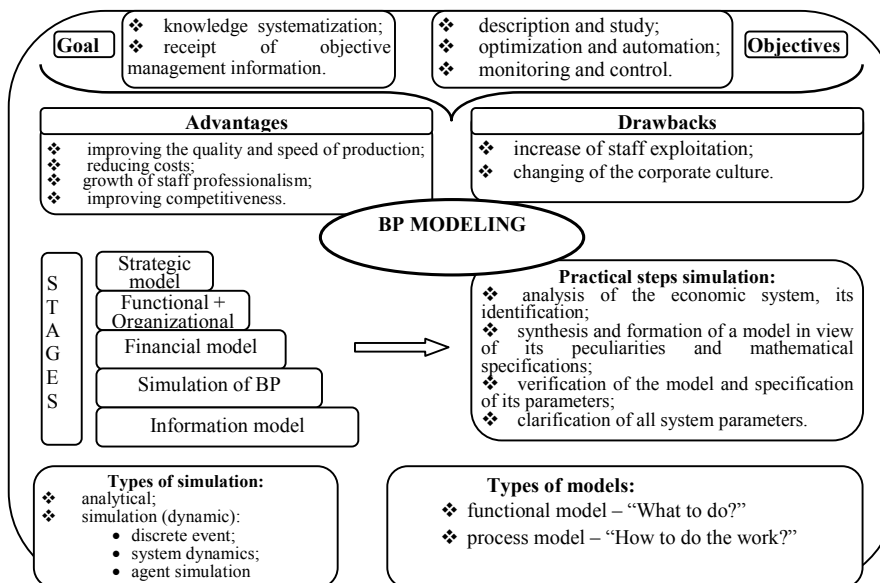 Goal
❖ knowledge systematization;
❖ receipt of objective
management information.
❖ description and study;
❖ optimization and automation;
❖ monitoring and control.
Objectives
Advantages
❖ improving the quality and speed of production;
❖ reducing costs;
❖ growth of staff professionalism;
❖ improving competitiveness.
Drawbacks
❖ increase of staff exploitation;
❖ changing of the corporate culture.
BP MODELING
S
T
A
G
E
S
Strategic
model
Functional +
Organizational
Financial model
Simulation of BP
Information model
Practical steps simulation:
❖ analysis of the economic system, its
identification;
❖ synthesis and formation of a model in view
of its peculiarities and mathematical
specifications;
❖ verification of the model and specification
of its parameters;
❖ clarification of all system parameters.
Types of simulation:
❖ analytical;
❖ simulation (dynamic):
• discrete event;
• system dynamics;
• agent simulation
Types of models:
❖ functional model – “What to do?”
❖ process model – “How to do the work?”